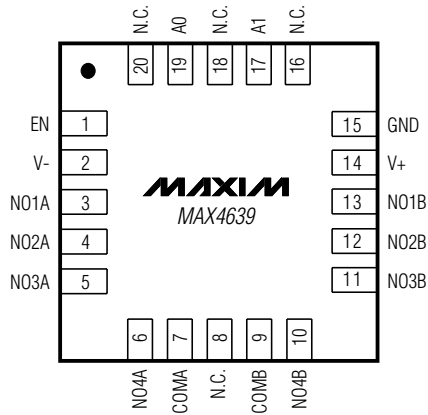 N.C. A0 N.C. A1 N.C.
20 19 18 17 16
EN 1 15 GND
V- 2 14 V+
MAXIM
NO1A 3 13 NO1B
MAX4639
NO2A 4 12 NO2B
NO3A 5 11 NO3B
6 7 8 9 10
NO4A COMA N.C. COMB NO4B